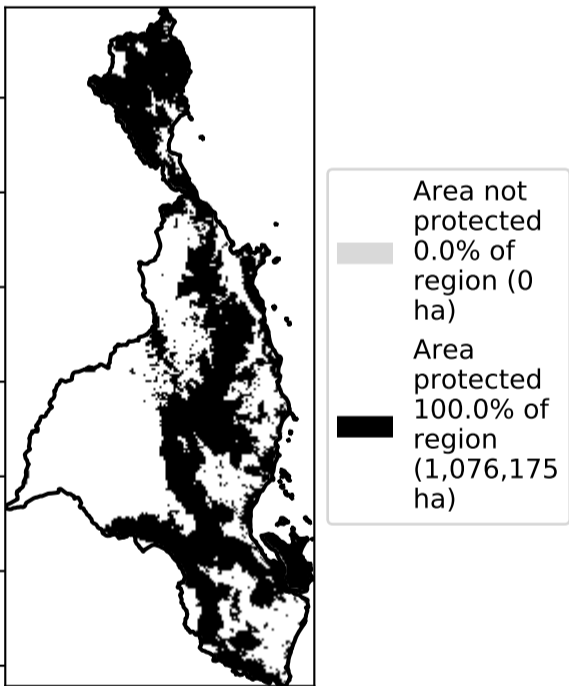 Area not
protected
0.0% of
region (0
ha)
Area
protected
100.0% of
region
(1,076,175
ha)